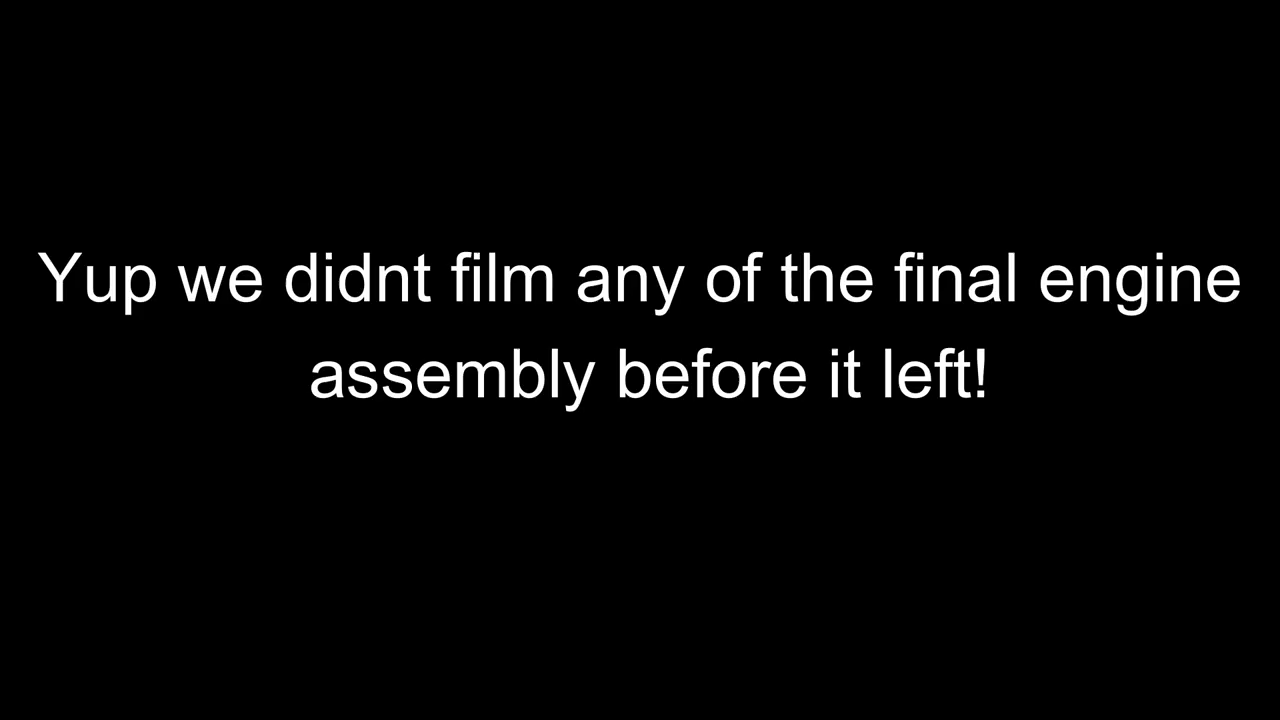 Yup we didnt film any of the final engine
assembly before it left!